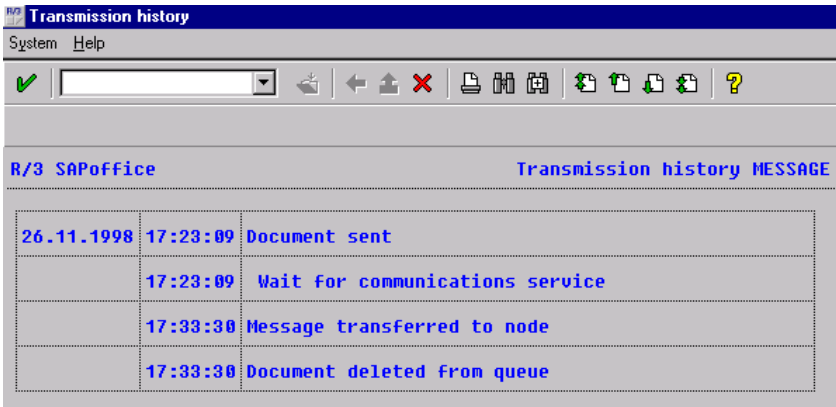 R/3 Transmission history
System Help
R/3 SAPoffice Transmission history MESSAGE
26.11.1998 17:23:09 Document sent
17:23:09 Wait for communications service
17:33:30 Message transferred to node
17:33:30 Document deleted from queue